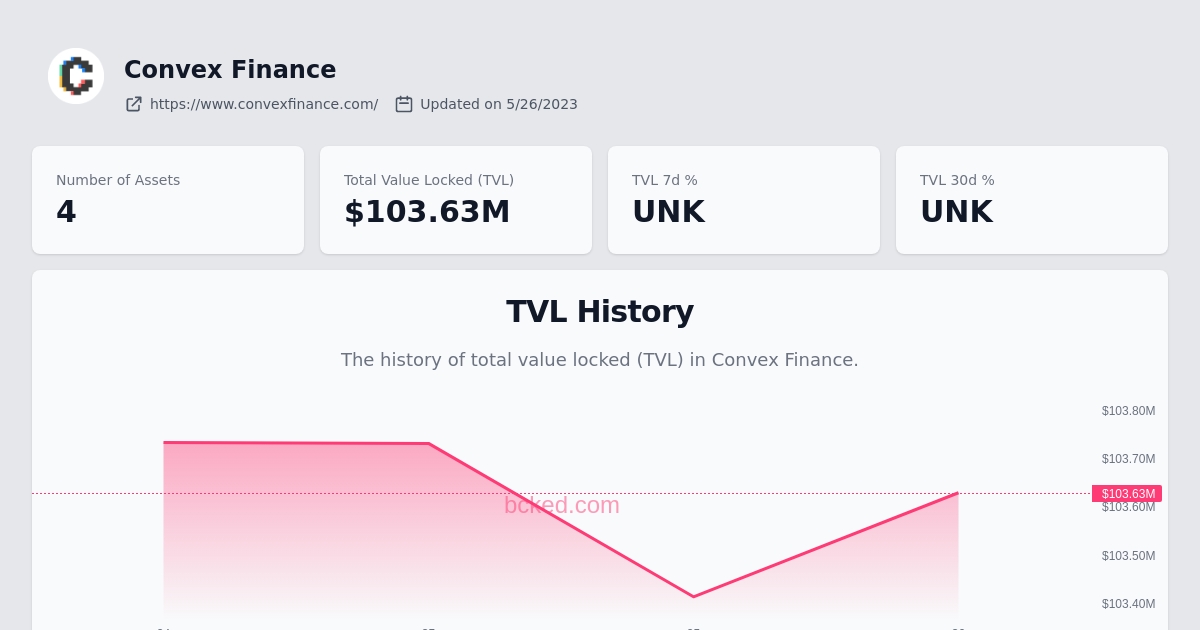 Convex Finance
https://www.convexfinance.com/ Updated on 5/26/2023
Number of Assets
4
Total Value Locked (TVL)
$103.63M
TVL 7d %
UNK
TVL 30d %
UNK
TVL History
The history of total value locked (TVL) in Convex Finance.
$103.80M
$103.70M
$103.63M
bcked.com
$103.60M
$103.50M
$103.40M